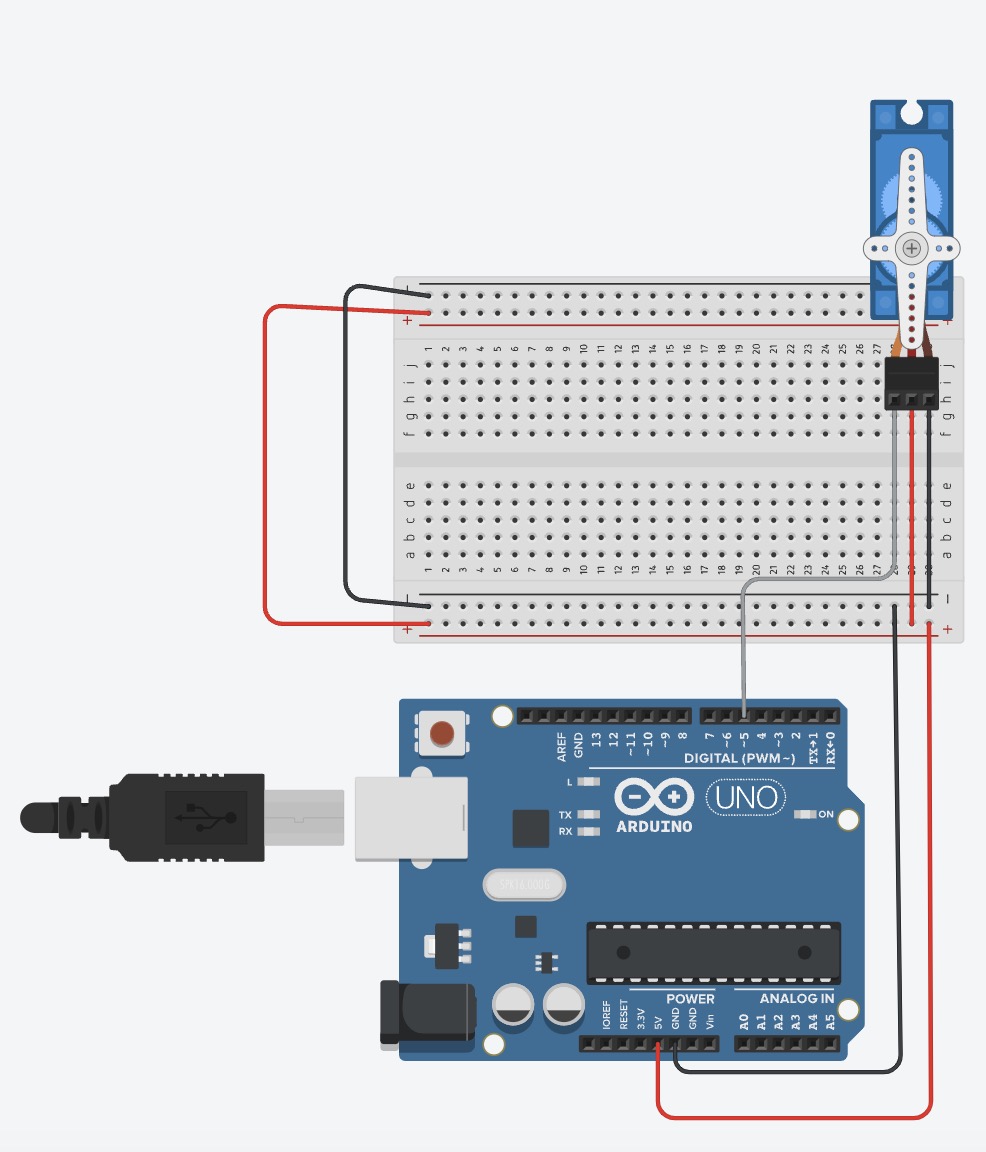 - -
+ +
1 2 3 4 5 6 7 8 9 10 11 12 13 14 15 16 17 18 19 20 21 22 23 24 25 26 27
j j
i i
h h
g g
f f
e e
d d
c c
b b
a a
1 2 3 4 5 6 7 8 9 10 11 12 13 14 15 16 17 18 19 20 21 22 23 24 25 26 27
- -
+ +
AREF GND 13 12 ~11 ~10 ~9 8 7 ~6 ~5 4 ~3 2 TX→1 RX←0
DIGITAL (PWM~)
L
UNO
TX
RX
ON
ARDUINO
POWER ANALOG IN
IOREF RESET 3.3V 5V GND GND Vin A0 A1 A2 A3 A4 A5